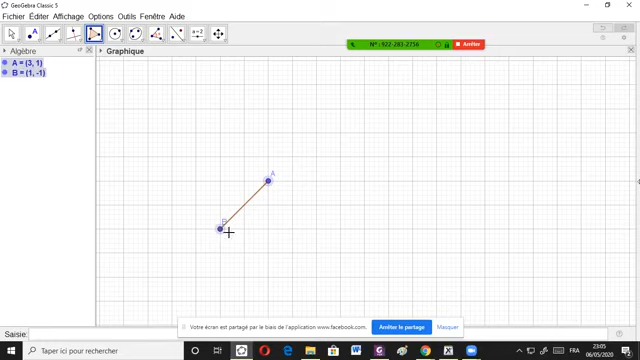 GeoGebra Classic 5
Fichier Éditer Affichage Options Outils Fenêtre Aide
A
a=2
N° : 922-283-2756
Arrêter
Algèbre
Graphique
A = (3, 1)
B = (1, -1)
A
B
Votre écran est partagé par le biais de l'application www.facebook.com.
Arrêter le partage
Masquer
Saisie:
Taper ici pour rechercher
FRA
23:05
06/05/2020